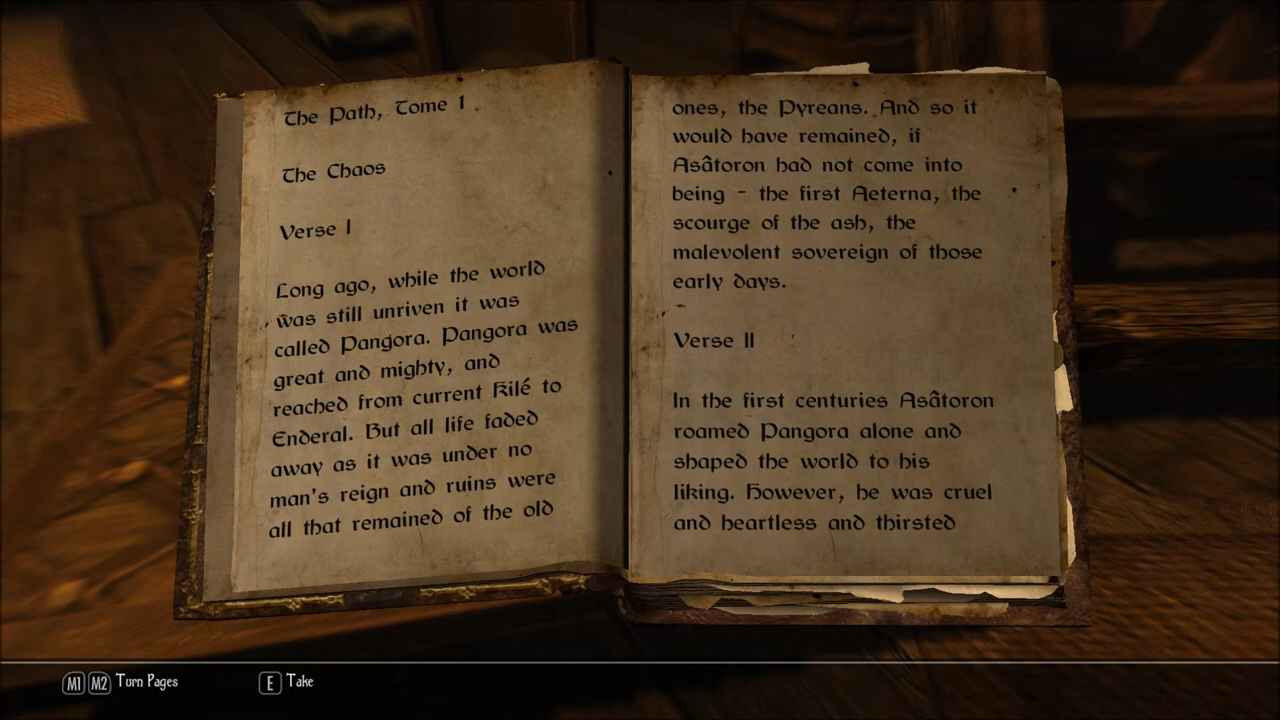 The Path, Tome 1
The Chaos
Verse I
Long ago, while the world
was still unriven it was
called Pangora. Pangora was
great and mighty, and
reached from current Kilé to
Enderal. But all life faded
away as it was under no
man's reign and ruins were
all that remained of the old
ones, the Pyreans. And so it
would have remained, if
Asâtoron had not come into
being - the first Aeterna, the
scourge of the ash, the
malevolent sovereign of those
early days.
Verse II
In the first centuries Asâtoron
roamed Pangora alone and
shaped the world to his
liking. However, he was cruel
and heartless and thirsted
M1 M2 Turn Pages
E Take